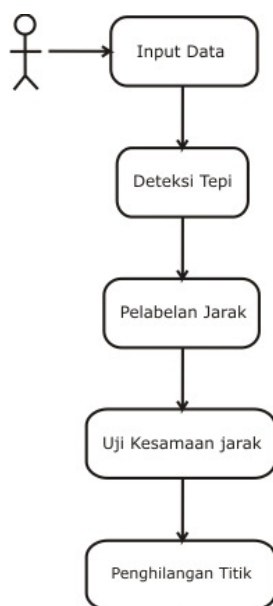 Input Data
Deteksi Tepi
Pelabelan Jarak
Uji Kesamaan jarak
Penghilangan Titik